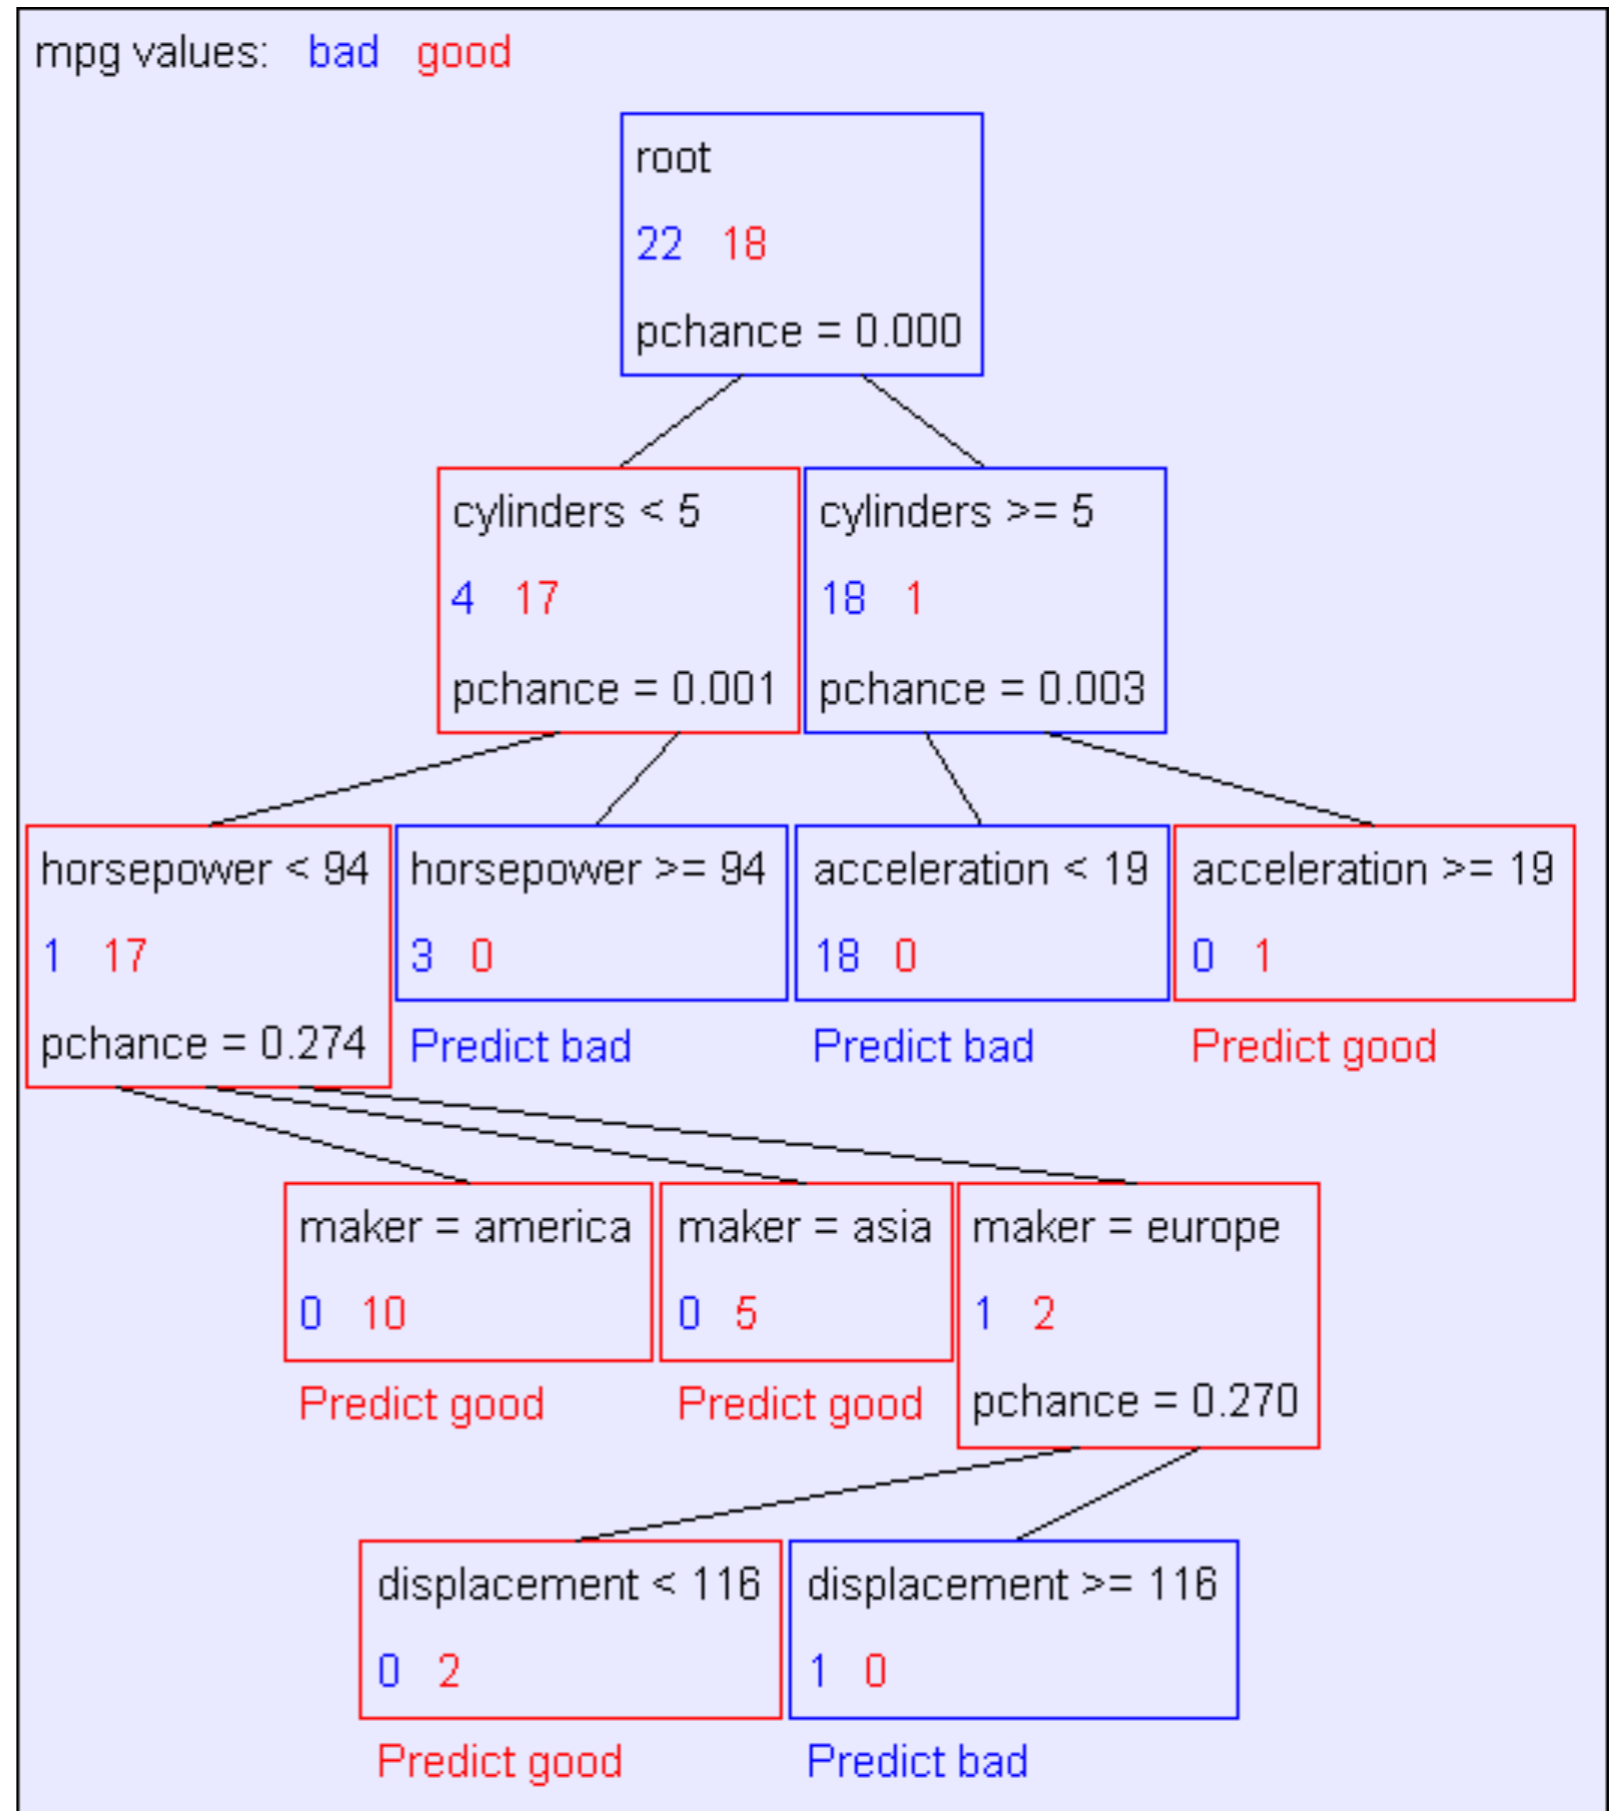 mpg values: bad good
root
22 18
pchance = 0.000
cylinders < 5
4 17
pchance = 0.001
cylinders >= 5
18 1
pchance = 0.003
horsepower < 94
1 17
pchance = 0.274
horsepower >= 94
3 0
Predict bad
acceleration < 19
18 0
Predict bad
acceleration >= 19
0 1
Predict good
maker = america
0 10
Predict good
maker = asia
0 5
Predict good
maker = europe
1 2
pchance = 0.270
displacement < 116
0 2
Predict good
displacement >= 116
1 0
Predict bad